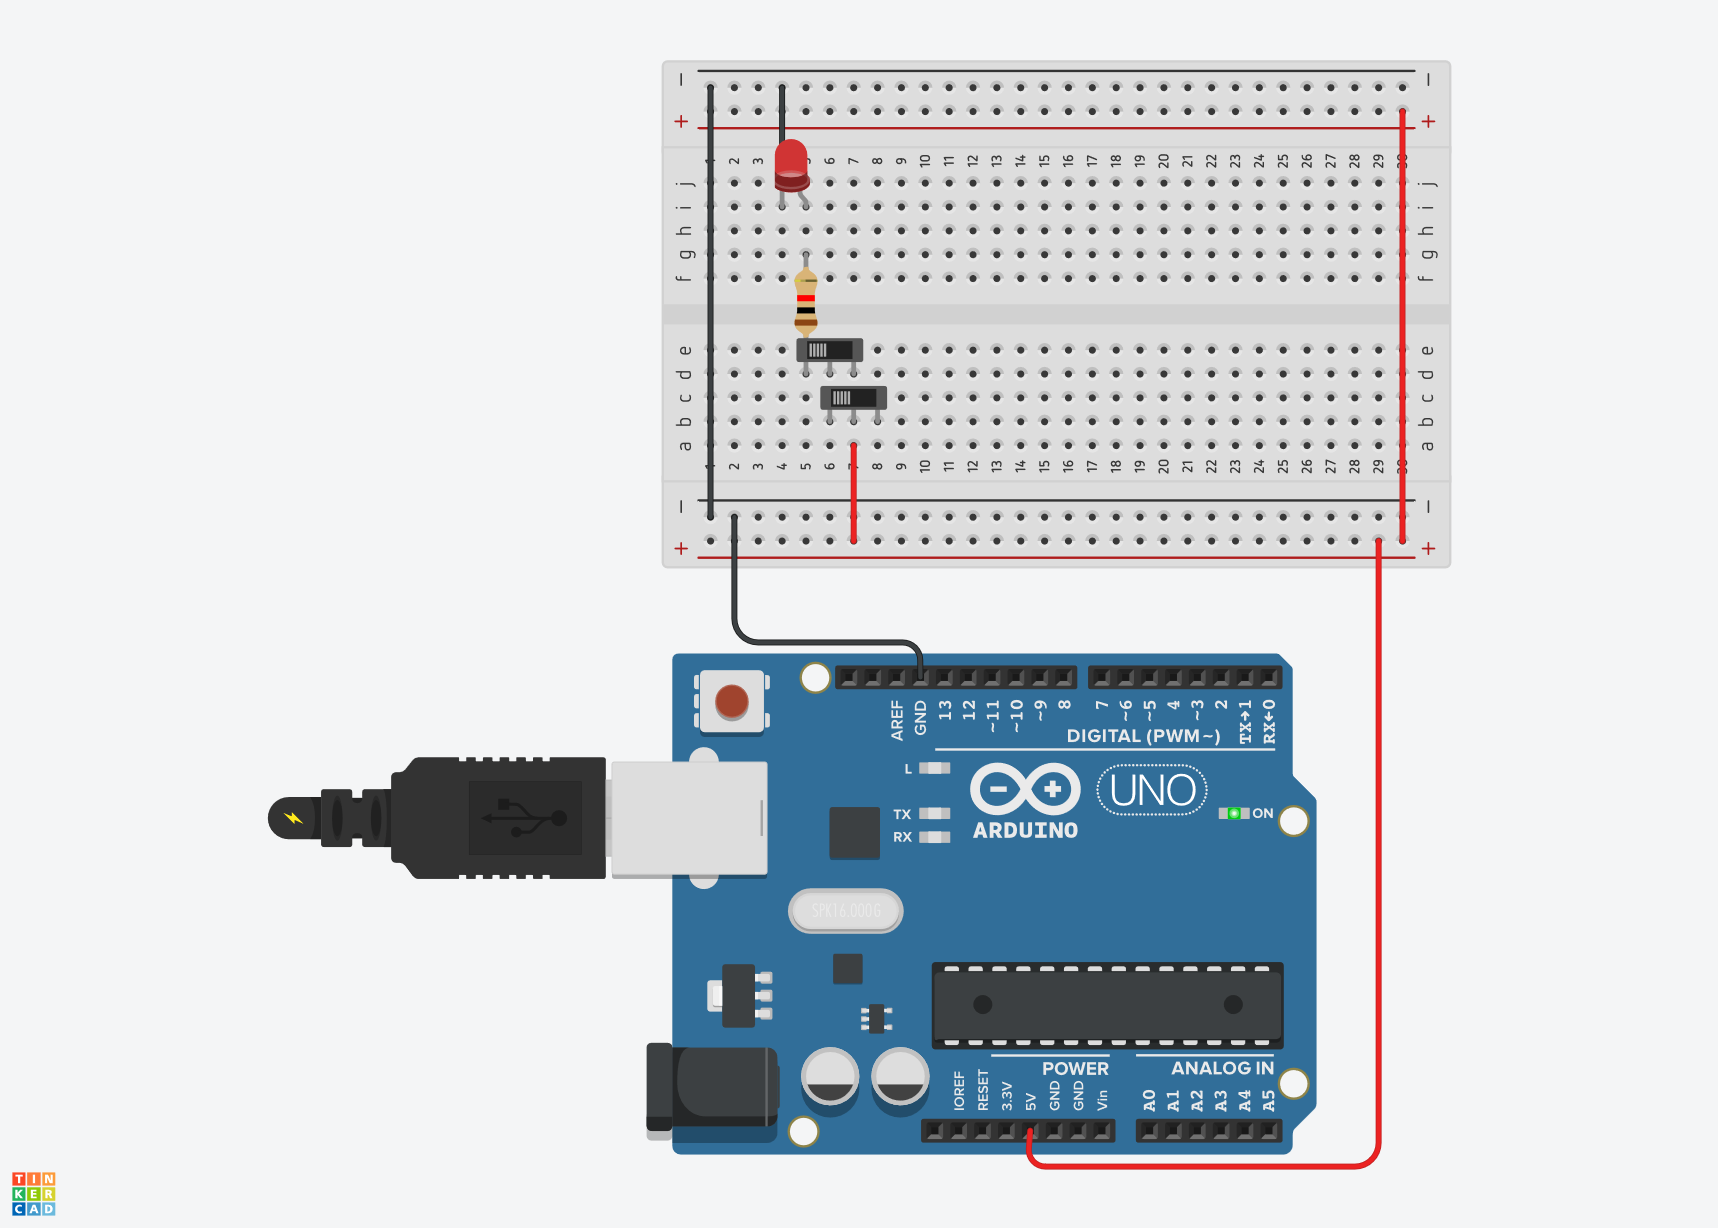 − −
+ +
1 2 3 5 6 7 8 9 10 11 12 13 14 15 16 17 18 19 20 21 22 23 24 25 26 27 28 29 30
j j
i i
h h
g g
f f
e e
d d
c c
b b
a a
1 2 3 4 5 6 7 8 9 10 11 12 13 14 15 16 17 18 19 20 21 22 23 24 25 26 27 28 29 30
− −
+ +
AREF GND 13 12 ~11 ~10 ~9 8 7 ~6 ~5 4 ~3 2 TX→1 RX←0
DIGITAL (PWM ~)
L
TX
RX
UNO
ON
ARDUINO
SPK16.000G
POWER
ANALOG IN
IOREF RESET 3.3V 5V GND GND Vin A0 A1 A2 A3 A4 A5
TIN
KER
CAD